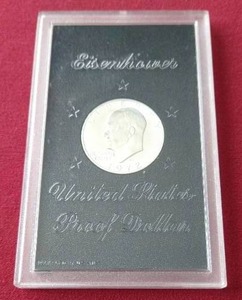 Eisenhower
United States
Proof Dollar